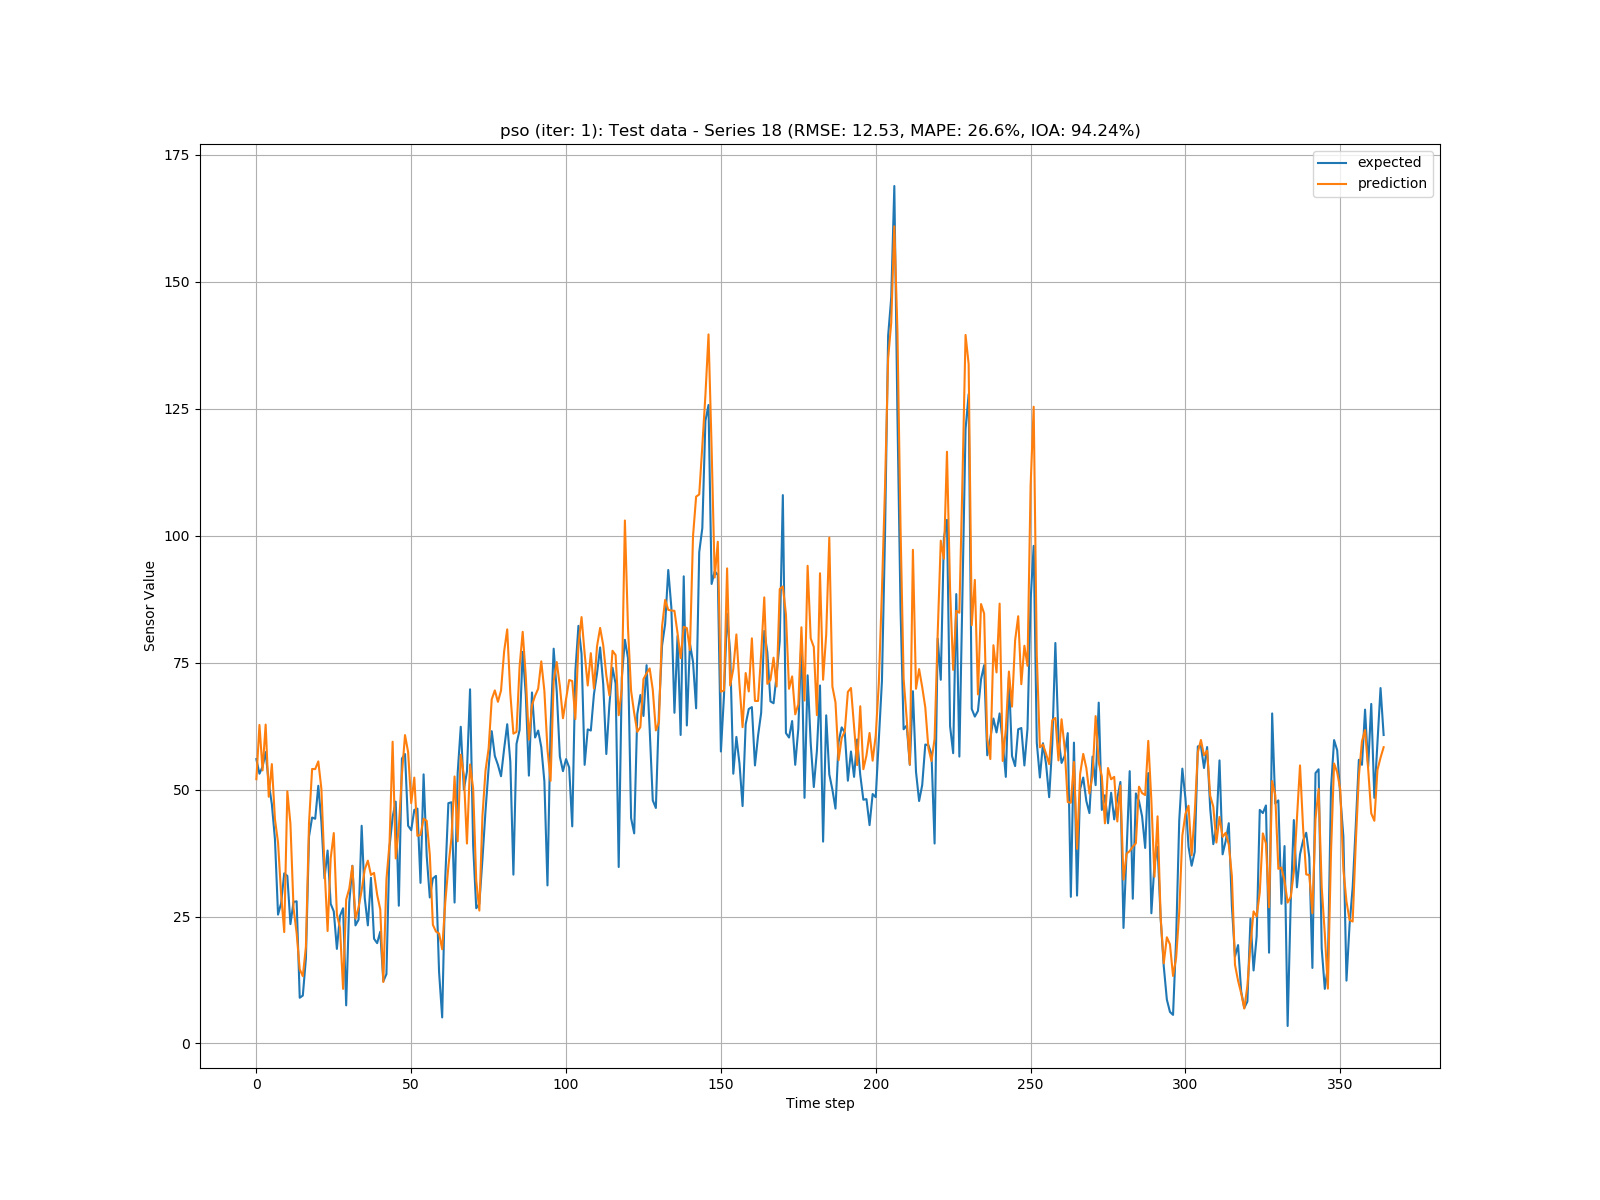 pso (iter: 1): Test data - Series 18 (RMSE: 12.53, MAPE: 26.6%, IOA: 94.24%)
expected
prediction
Sensor Value
175
150
125
100
75
50
25
0
0 50 100 150 200 250 300 350
Time step